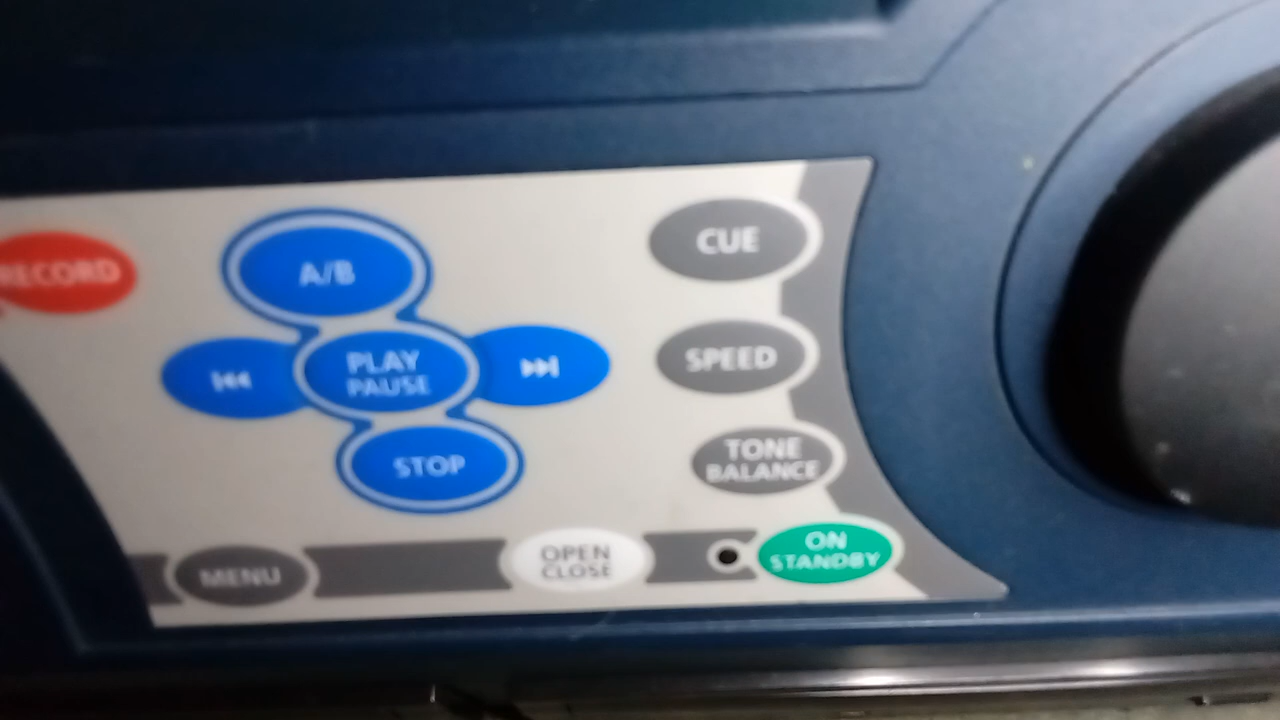 RECORD
A/B
CUE
PLAY
PAUSE
SPEED
STOP
TONE
BALANCE
MENU
OPEN
CLOSE
ON
STANDBY